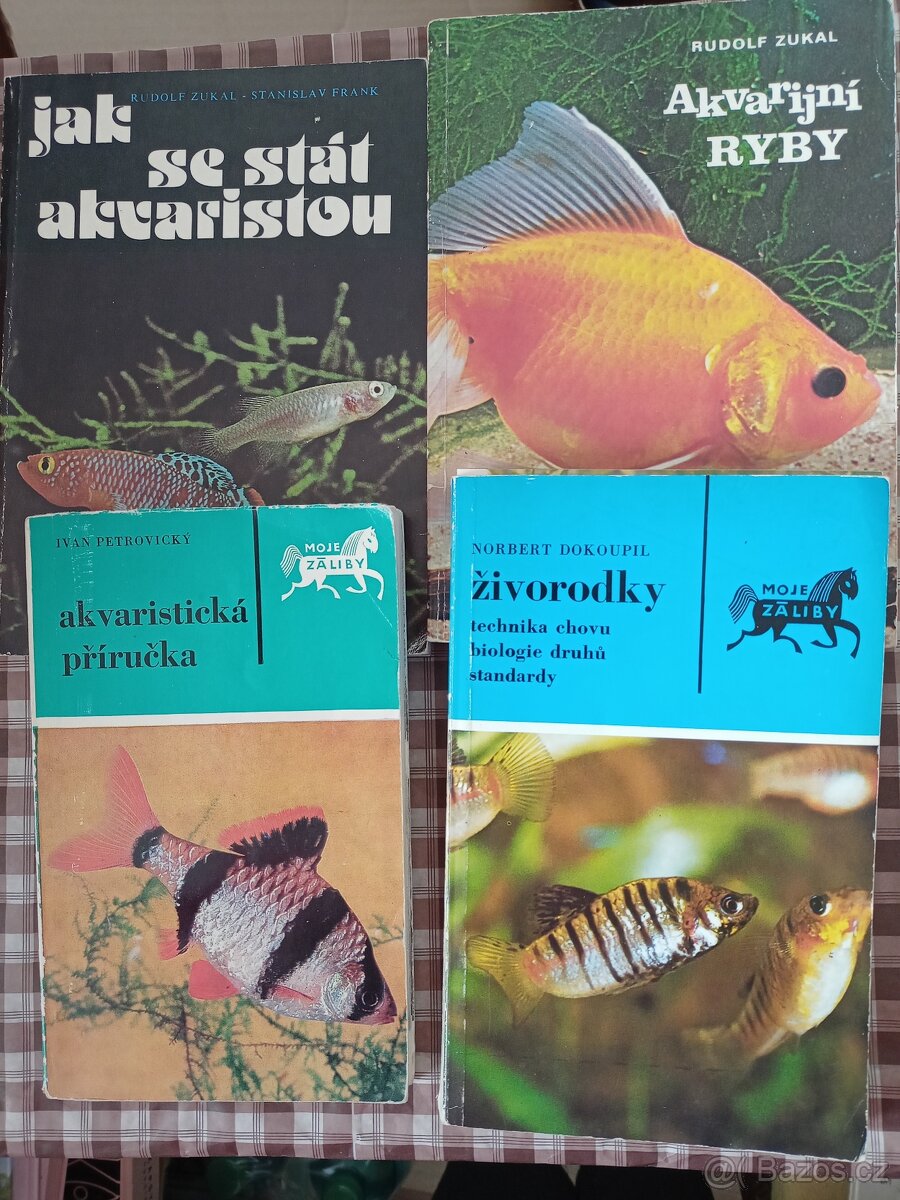 RUDOLF ZUKAL - STANISLAV FRANK
jak
se stát
akvaristou
RUDOLF ZUKAL
Akvarijní
RYBY
IVAN PETROVICKÝ
akvaristická
příručka
MOJE
ZÁLIBY
NORBERT DOKOUPIL
živorodky
technika chovu
biologie druhů
standardy
MOJE
ZÁLIBY
Bazoš.cz